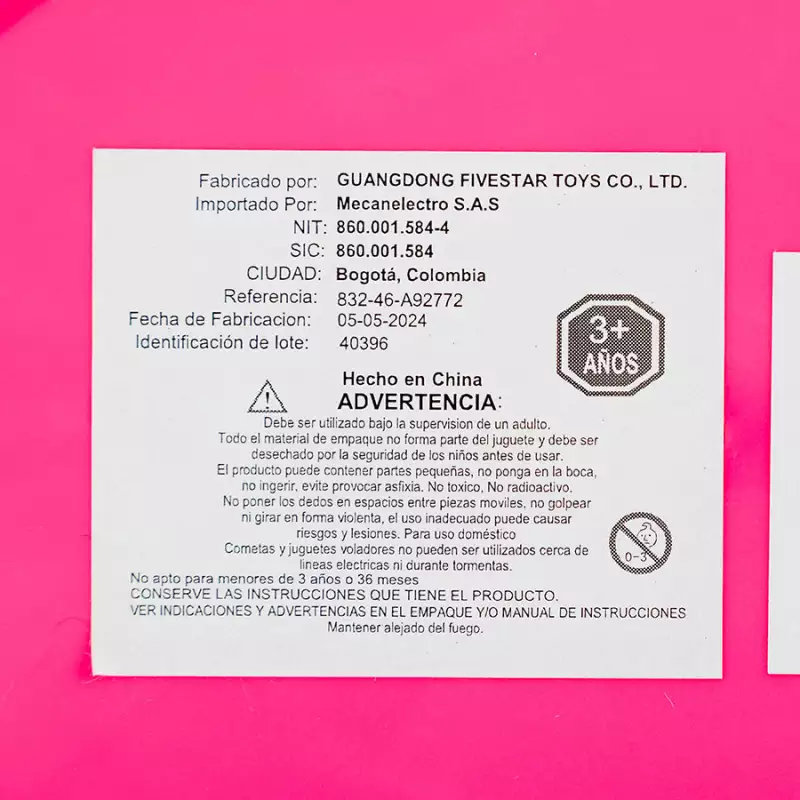 Fabricado por: GUANGDONG FIVESTAR TOYS CO., LTD.
Importado Por: Mecanelectro S.A.S
NIT: 860.001.584-4
SIC: 860.001.584
CIUDAD: Bogotá, Colombia
Referencia: 832-46-A92772
Fecha de Fabricacion: 05-05-2024
Identificación de lote: 40396
3+
AÑOS
Hecho en China
ADVERTENCIA:
Debe ser utilizado bajo la supervision de un adulto.
Todo el material de empaque no forma parte del juguete y debe ser
desechado por la seguridad de los niños antes de usar.
El producto puede contener partes pequeñas, no ponga en la boca,
no ingerir, evite provocar asfixia. No toxico, No radioactivo.
No poner los dedos en espacios entre piezas moviles, no golpear
ni girar en forma violenta, el uso inadecuado puede causar
riesgos y lesiones. Para uso doméstico
Cometas y juguetes voladores no pueden ser utilizados cerca de
lineas electricas ni durante tormentas.
0-3
No apto para menores de 3 años o 36 meses
CONSERVE LAS INSTRUCCIONES QUE TIENE EL PRODUCTO.
VER INDICACIONES Y ADVERTENCIAS EN EL EMPAQUE Y/O MANUAL DE INSTRUCCIONES
Mantener alejado del fuego.